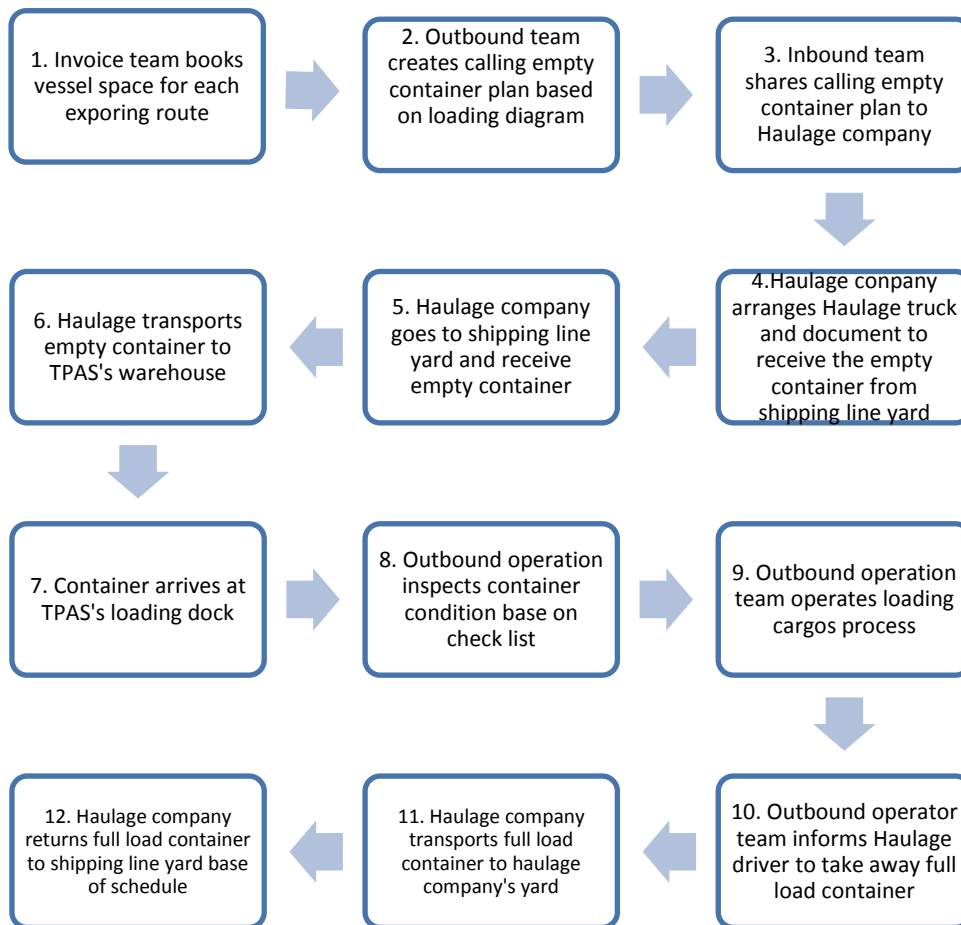 1. Invoice team books
vessel space for each
exporing route
2. Outbound team
creates calling empty
container plan based
on loading diagram
3. Inbound team
shares calling empty
container plan to
Haulage company
4.Haulage conpany
arranges Haulage truck
and document to
receive the empty
container from
shipping line yard
5. Haulage company
goes to shipping line
yard and receive
empty container
6. Haulage transports
empty container to
TPAS's warehouse
7. Container arrives at
TPAS's loading dock
8. Outbound operation
inspects container
condition base on
check list
9. Outbound operation
team operates loading
cargos process
10. Outbound operator
team informs Haulage
driver to take away full
load container
11. Haulage company
transports full load
container to haulage
company's yard
12. Haulage company
returns full load container
to shipping line yard base
of schedule